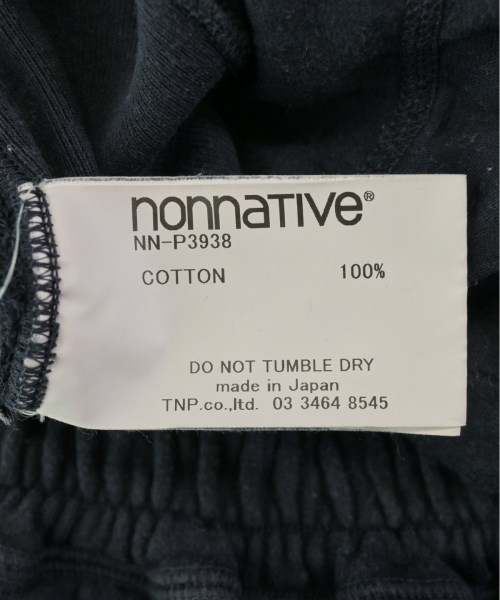 nonnative®
NN-P3938
COTTON 100%
DO NOT TUMBLE DRY
made in Japan
TNP.co.,ltd. 03 3464 8545